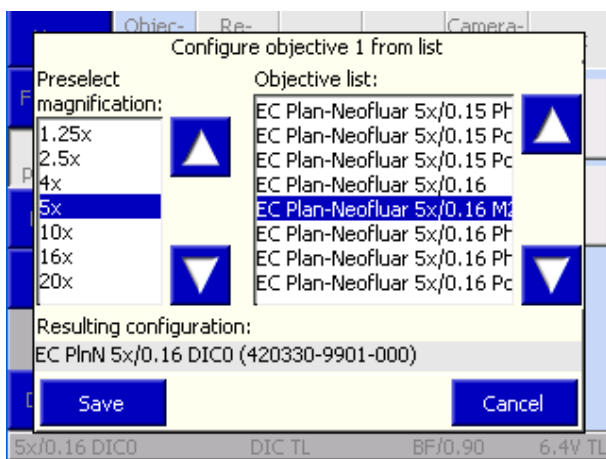 Objec-
Re-
Camera-
Configure objective 1 from list
Preselect
magnification:
1.25x
2.5x
4x
5x
10x
16x
20x
Objective list:
EC Plan-Neofluar 5x/0.15 Ph
EC Plan-Neofluar 5x/0.15 Po
EC Plan-Neofluar 5x/0.15 Po
EC Plan-Neofluar 5x/0.16
EC Plan-Neofluar 5x/0.16 M2
EC Plan-Neofluar 5x/0.16 Ph
EC Plan-Neofluar 5x/0.16 Ph
EC Plan-Neofluar 5x/0.16 Po
Resulting configuration:
EC PlnN 5x/0.16 DIC0 (420330-9901-000)
Save
Cancel
5x/0.16 DIC0
DIC TL
BF/0.90
6.4V TL